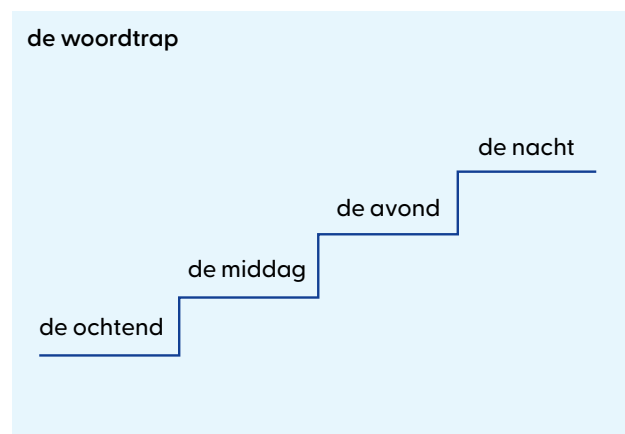 de woordtrap
de nacht
de avond
de middag
de ochtend